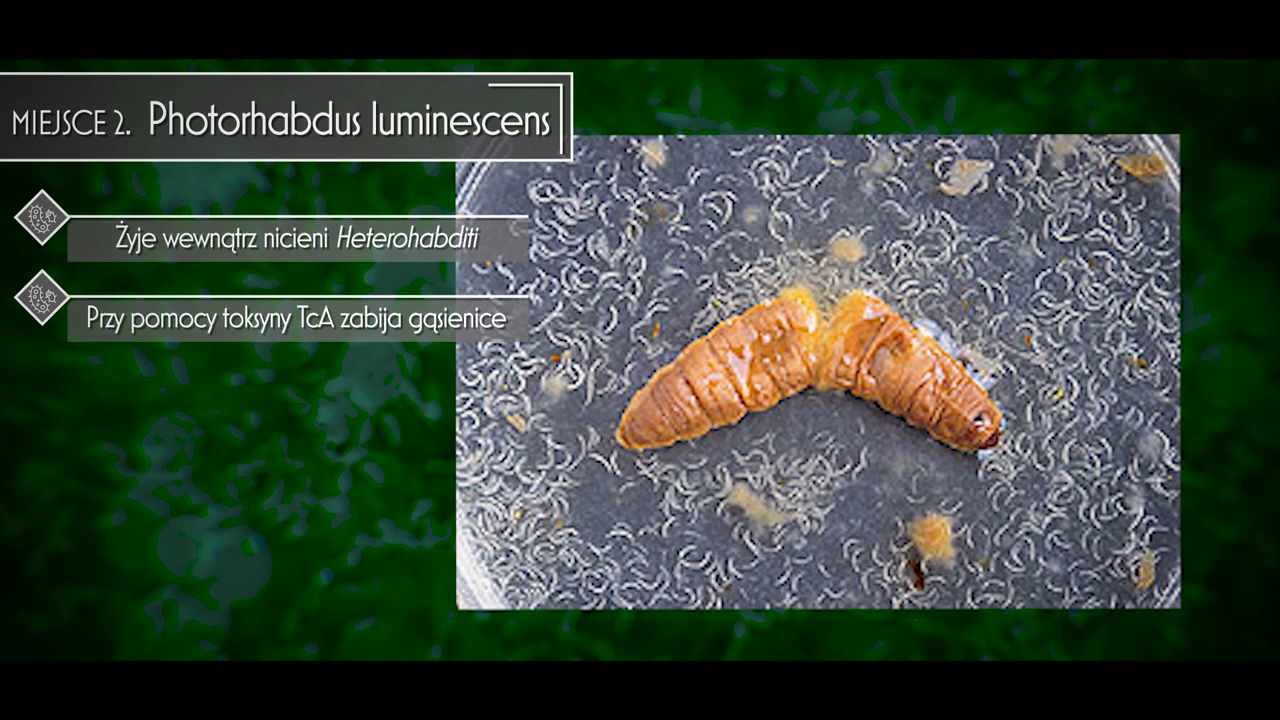 MIEJSCE 2. Photorhabdus luminescens
Żyje wewnątrz nicieni Heterohabditi
Przy pomocy toksyny TcA zabija gąsienice